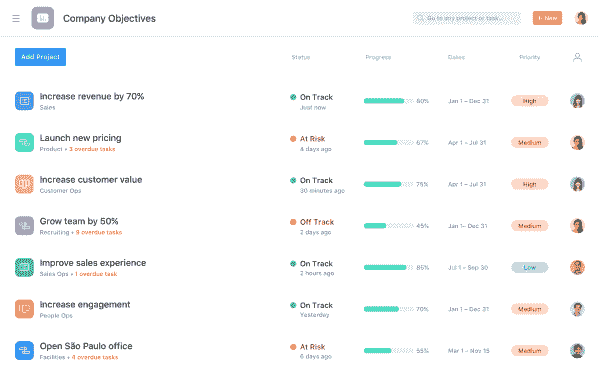 Company Objectives
Go to any project or task...
+ New
Add Project
Status
Progress
Dates
Priority
Increase revenue by 70%
Sales
On Track
Just now
80%
Jan 1 – Dec 31
High
Launch new pricing
Product • 3 overdue tasks
At Risk
4 days ago
67%
Apr 1 – Jul 31
Medium
Increase customer value
Customer Ops
On Track
30 minutes ago
75%
Apr 1 – Jul 31
High
Grow team by 50%
Recruiting • 9 overdue tasks
Off Track
2 days ago
45%
Jan 1– Dec 31
Medium
Improve sales experience
Sales Ops • 1 overdue task
On Track
2 hours ago
Jul 1 – Sep 30
Low
Increase engagement
People Ops
On Track
Yesterday
70%
Jan 1 – Dec 31
Medium
Open São Paulo office
Facilities • 4 overdue tasks
At Risk
6 days ago
55%
Mar 1 – Nov 15
Medium